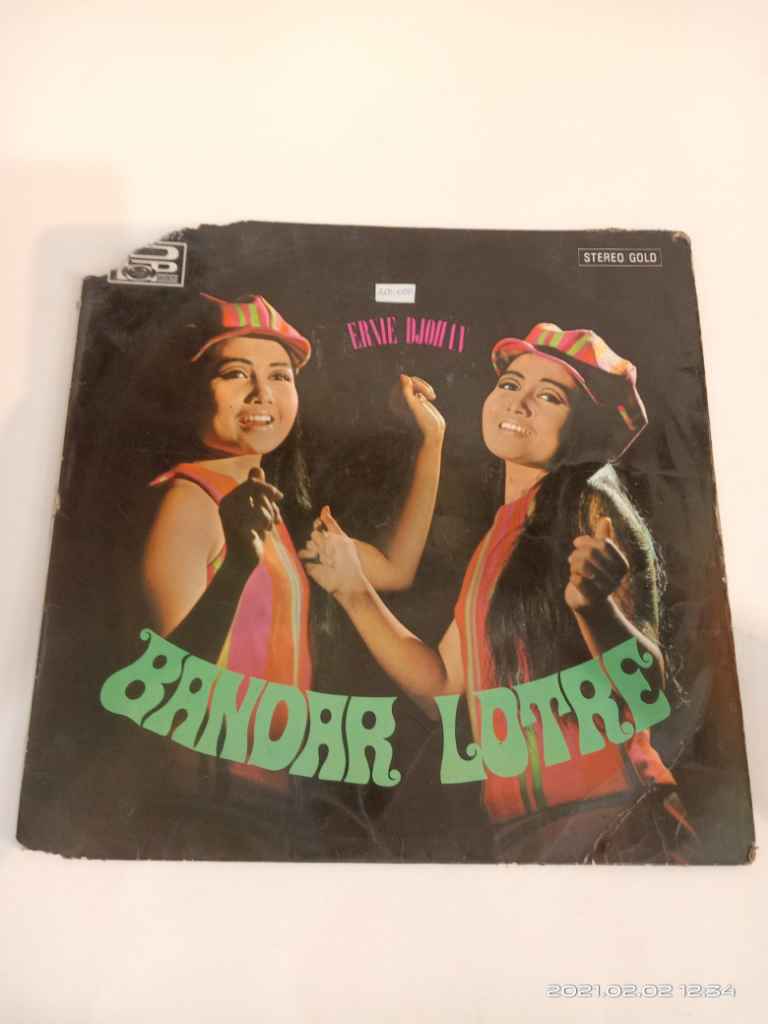 STEREO GOLD
ERNIE DJOHAN
BANDAR LOTRE
2021.02.02 12:34